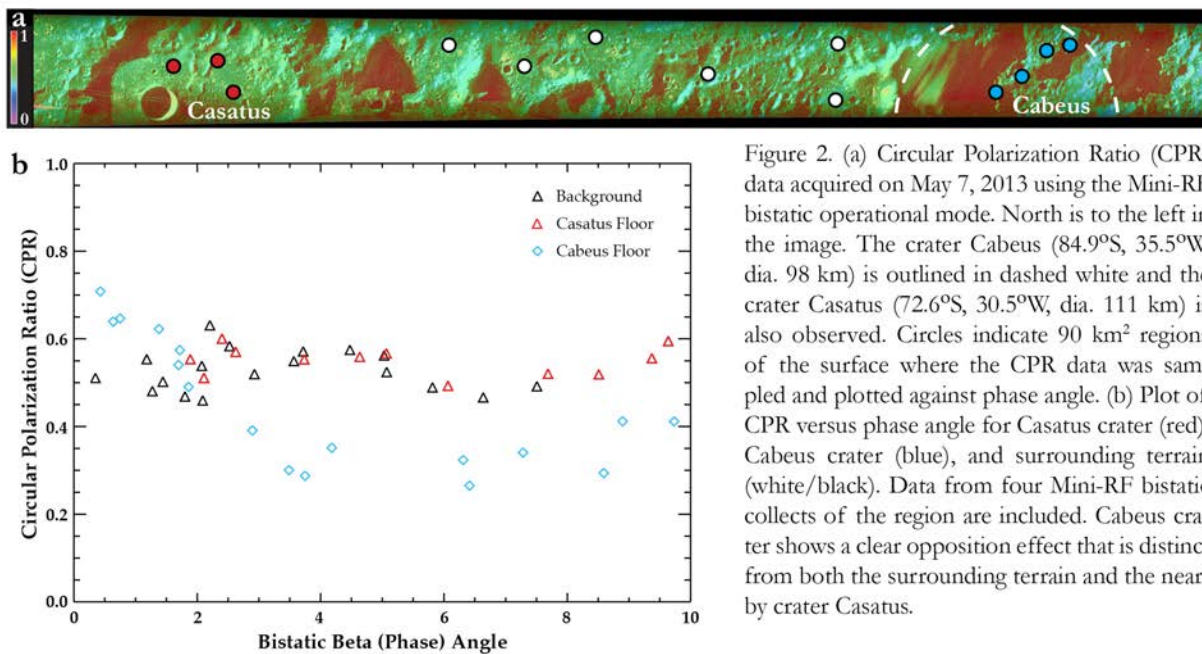 a
1
0
Casatus
Cabeus
b
1.0
0.8
0.6
0.4
0.2
0.0
Circular Polarization Ratio (CPR)
Background
Casatus Floor
Cabeus Floor
0 2 4 6 8 10
Bistatic Beta (Phase) Angle
Figure 2. (a) Circular Polarization Ratio (CPR
data acquired on May 7, 2013 using the Mini-RF
bistatic operational mode. North is to the left in
the image. The crater Cabeus (84.9°S, 35.5°W
dia. 98 km) is outlined in dashed white and the
crater Casatus (72.6°S, 30.5°W, dia. 111 km) i
also observed. Circles indicate 90 km² region
of the surface where the CPR data was sam
pled and plotted against phase angle. (b) Plot of
CPR versus phase angle for Casatus crater (red)
Cabeus crater (blue), and surrounding terrain
(white/black). Data from four Mini-RF bistatic
collects of the region are included. Cabeus cra
ter shows a clear opposition effect that is distinc
from both the surrounding terrain and the near
by crater Casatus.